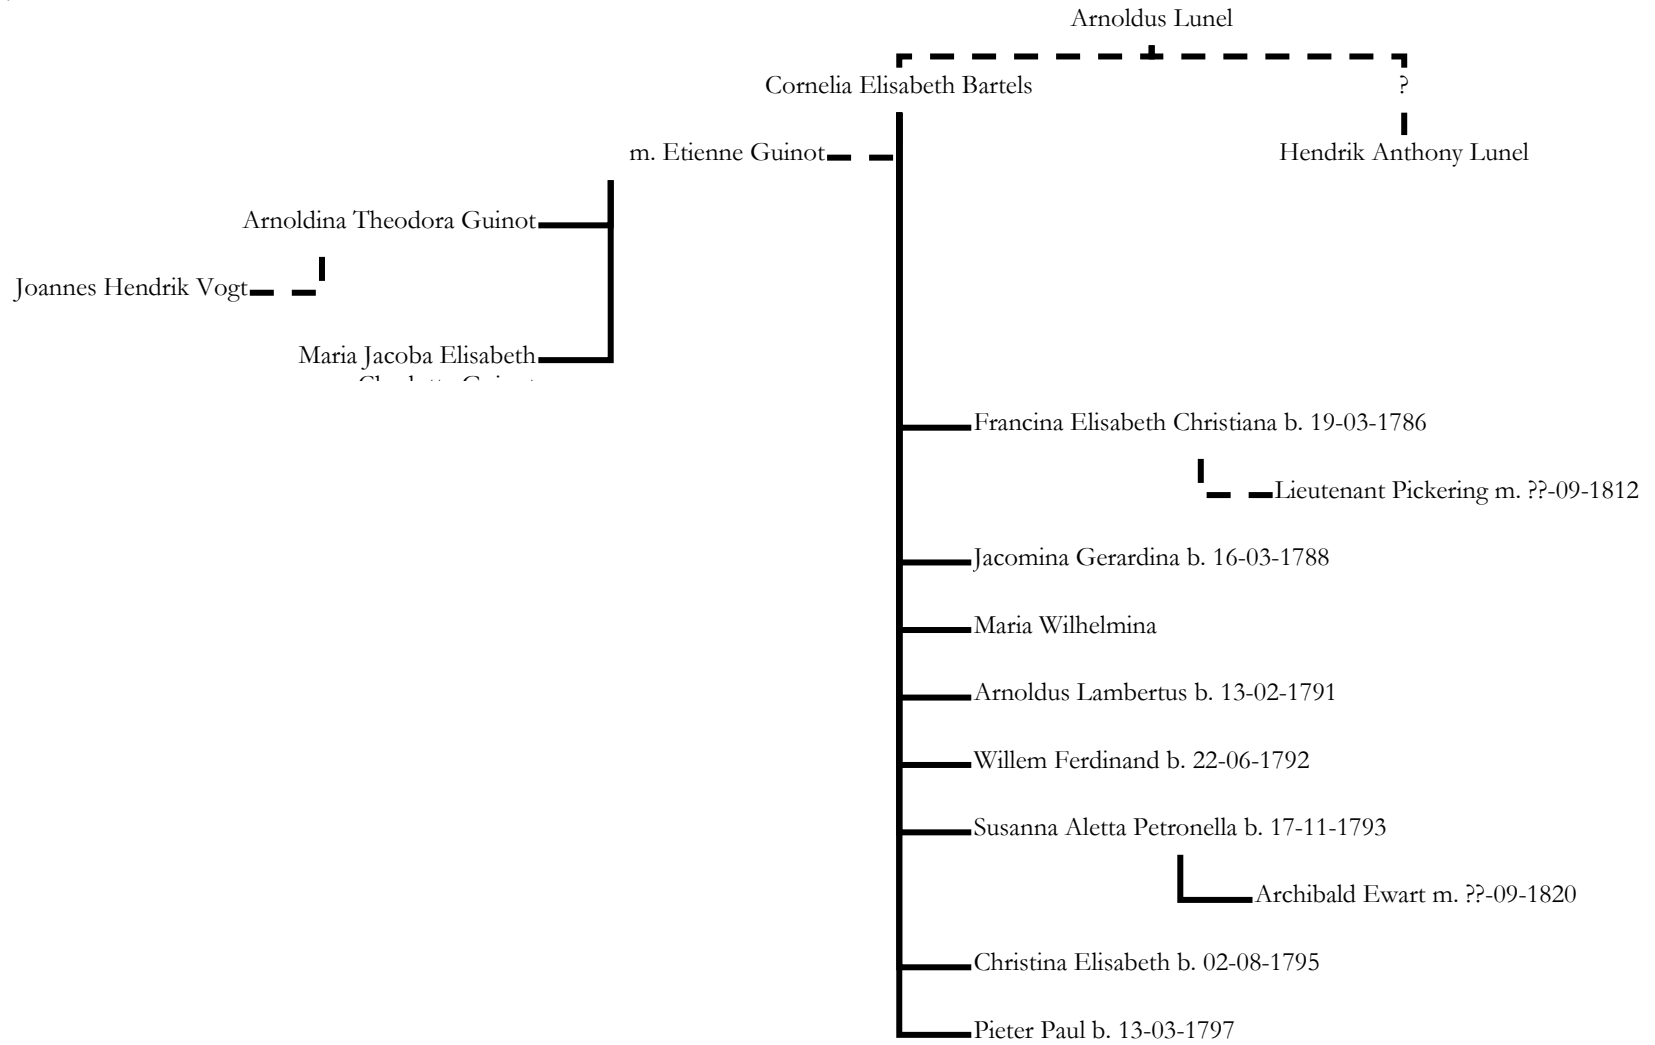 Arnoldus Lunel
Cornelia Elisabeth Bartels
?
m. Etienne Guinot
Hendrik Anthony Lunel
Arnoldina Theodora Guinot
Joannes Hendrik Vogt
Maria Jacoba Elisabeth
Francina Elisabeth Christiana b. 19-03-1786
Lieutenant Pickering m. ??-09-1812
Jacomina Gerardina b. 16-03-1788
Maria Wilhelmina
Arnoldus Lambertus b. 13-02-1791
Willem Ferdinand b. 22-06-1792
Susanna Aletta Petronella b. 17-11-1793
Archibald Ewart m. ??-09-1820
Christina Elisabeth b. 02-08-1795
Pieter Paul b. 13-03-1797